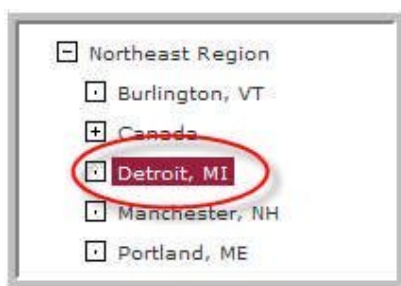 Northeast Region
Burlington, VT
Canada
Detroit, MI
Manchester, NH
Portland, ME